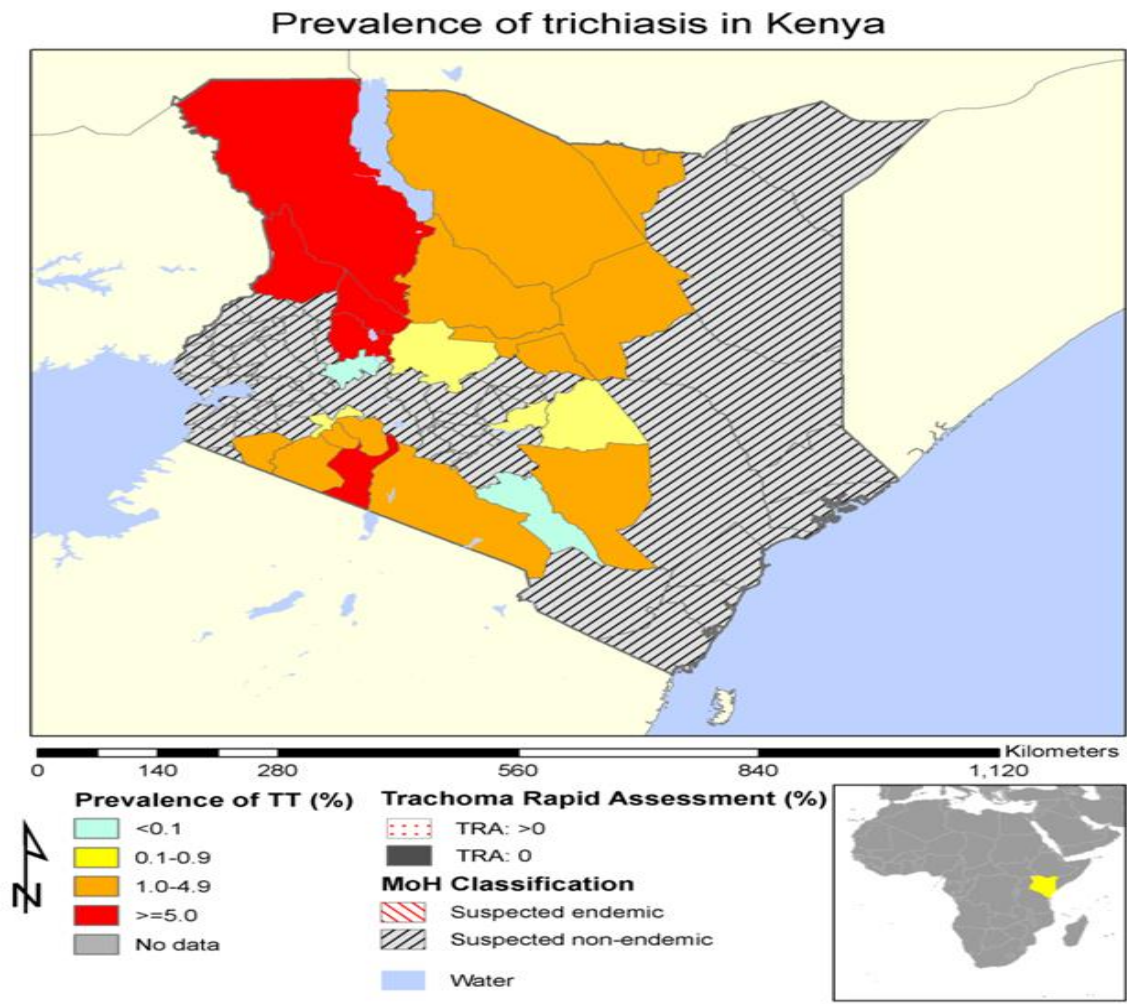 Prevalence of trichiasis in Kenya
Kilometers
0 140 280 560 840 1,120
Prevalence of TT (%)
<0.1
0.1-0.9
1.0-4.9
>=5.0
No data
Trachoma Rapid Assessment (%)
TRA: >0
TRA: 0
MoH Classification
Suspected endemic
Suspected non-endemic
Water
N